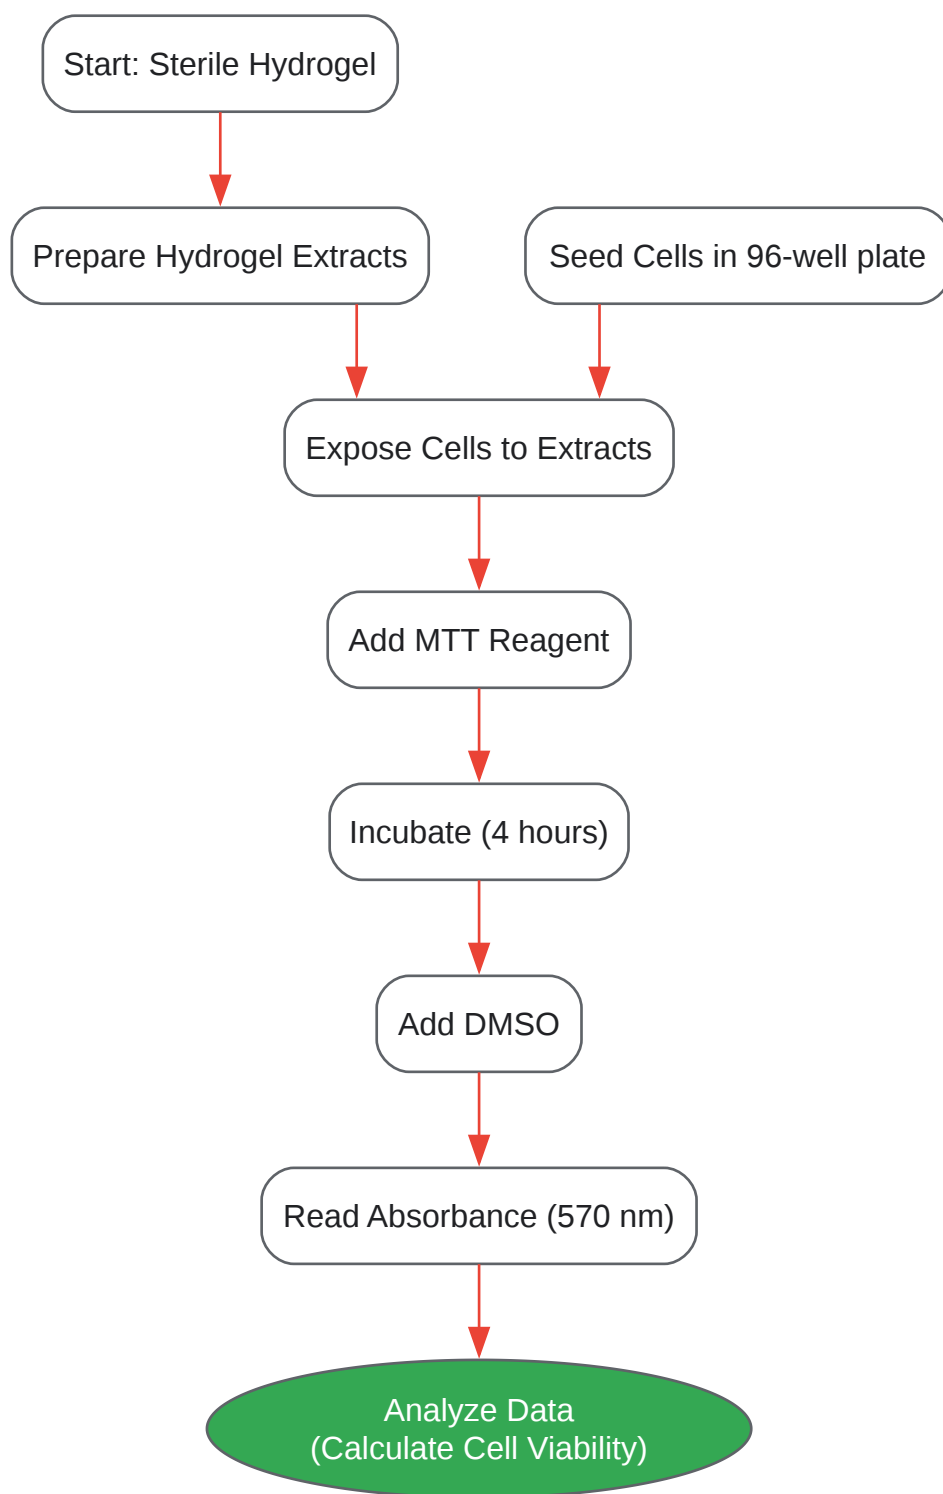 Start: Sterile Hydrogel
Prepare Hydrogel Extracts
Seed Cells in 96-well plate
Expose Cells to Extracts
Add MTT Reagent
Incubate (4 hours)
Add DMSO
Read Absorbance (570 nm)
Analyze Data
(Calculate Cell Viability)